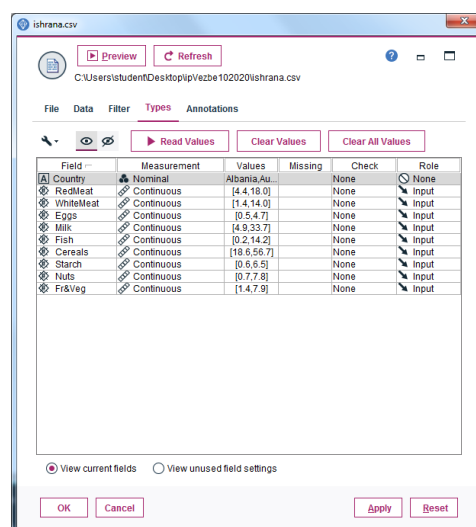 ishrana.csv
Preview Refresh
C:\Users\student\Desktop\ipVezbe102020\ishrana.csv
File Data Filter Types Annotations
Read Values Clear Values Clear All Values
Field Measurement Values Missing Check Role
Country Nominal Albania,Au... None None
RedMeat Continuous [4.4,18.0] None Input
WhiteMeat Continuous [1.4,14.0] None Input
Eggs Continuous [0.5,4.7] None Input
Milk Continuous [4.9,33.7] None Input
Fish Continuous [0.2,14.2] None Input
Cereals Continuous [18.6,56.7] None Input
Starch Continuous [0.6,6.5] None Input
Nuts Continuous [0.7,7.8] None Input
Fr&Veg Continuous [1.4,7.9] None Input
View current fields View unused field settings
OK Cancel Apply Reset